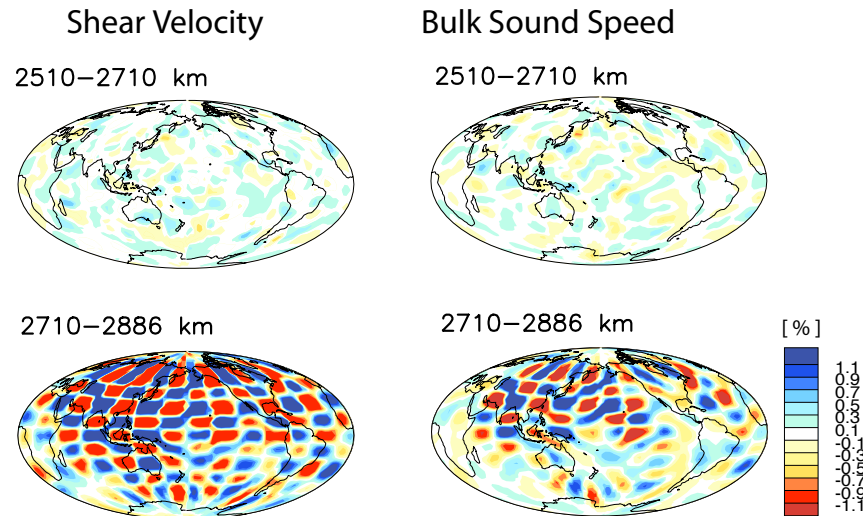 Shear Velocity
Bulk Sound Speed
2510−2710 km
2510−2710 km
2710−2886 km
2710−2886 km
[ % ]
1.1
0.9
0.7
0.5
0.3
0.1
-0.1
-0.3
-0.5
-0.7
-0.9
-1.1